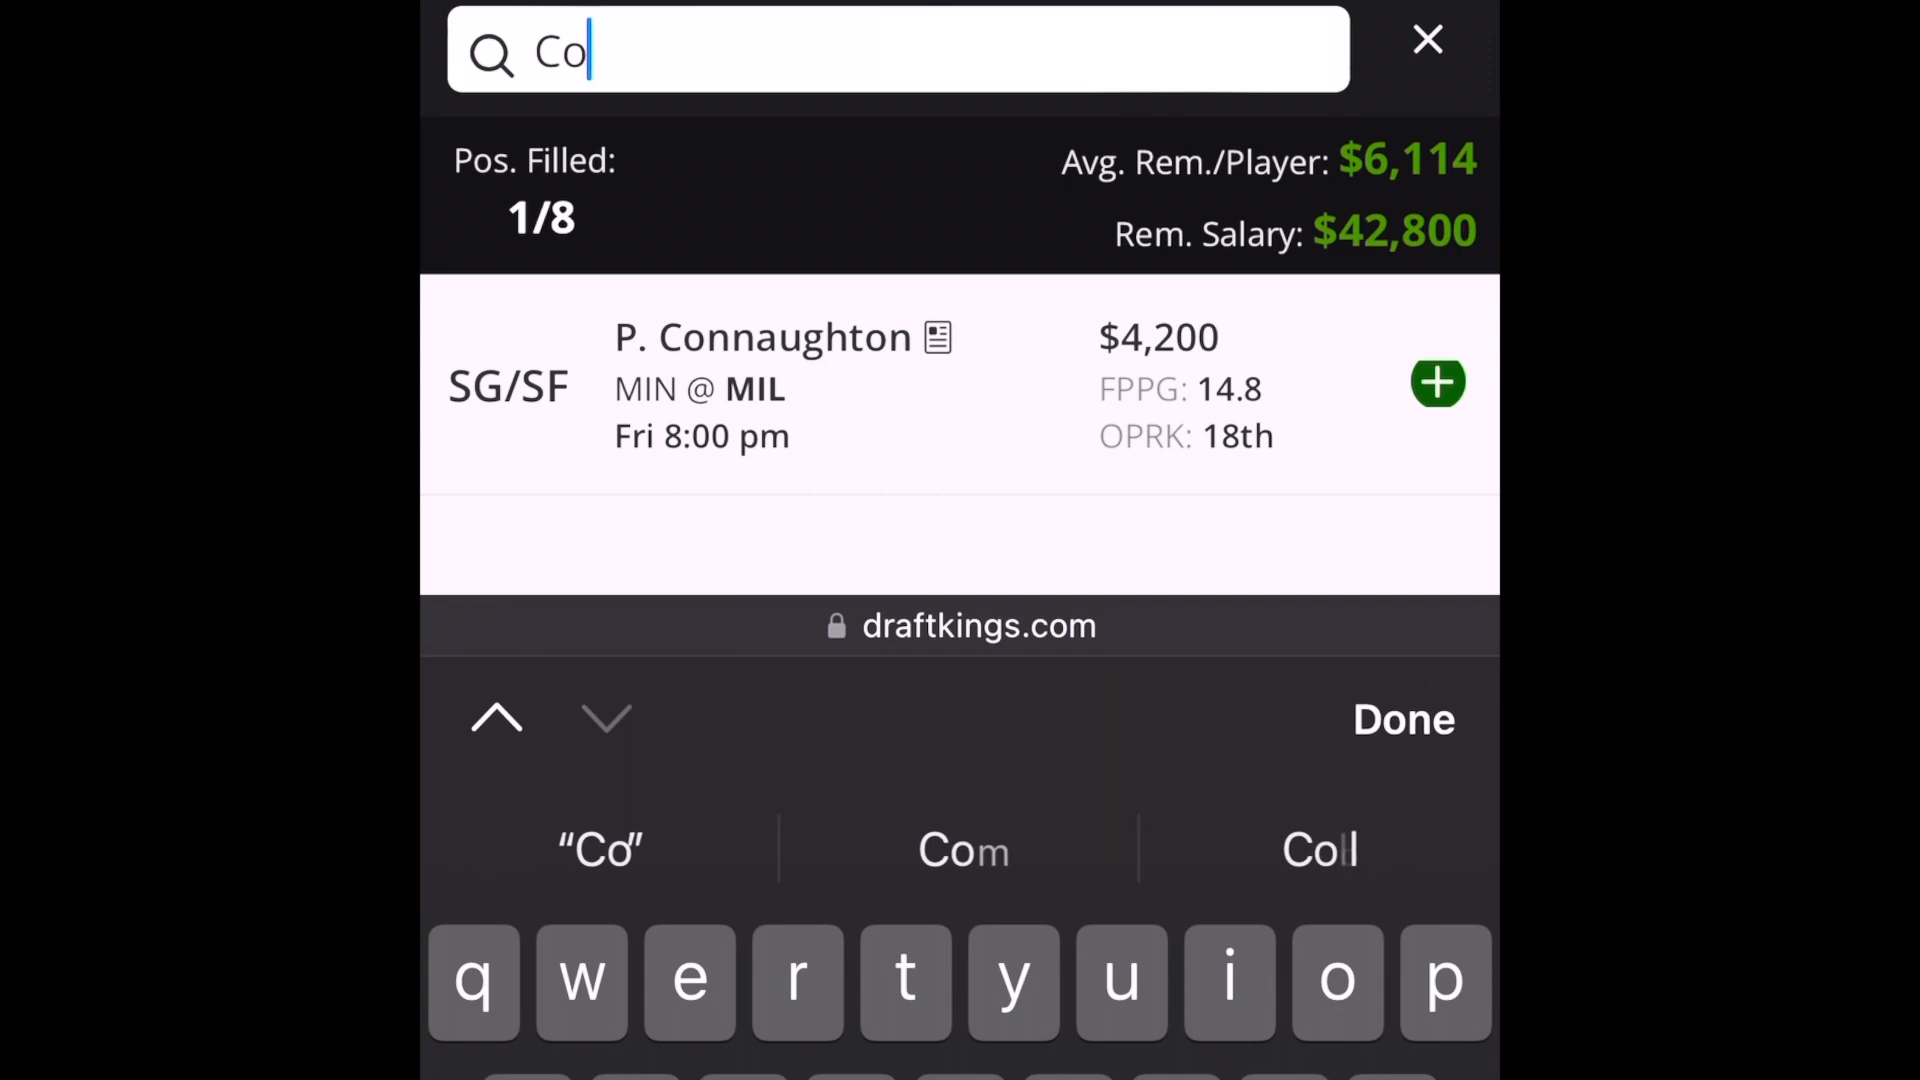 Co
Pos. Filled:
1/8
Avg. Rem./Player: $6,114
Rem. Salary: $42,800
SG/SF
P. Connaughton
MIN @ MIL
Fri 8:00 pm
$4,200
FPPG: 14.8
OPRK: 18th
draftkings.com
Done
“Co”
Com
q w e r t y u i o p